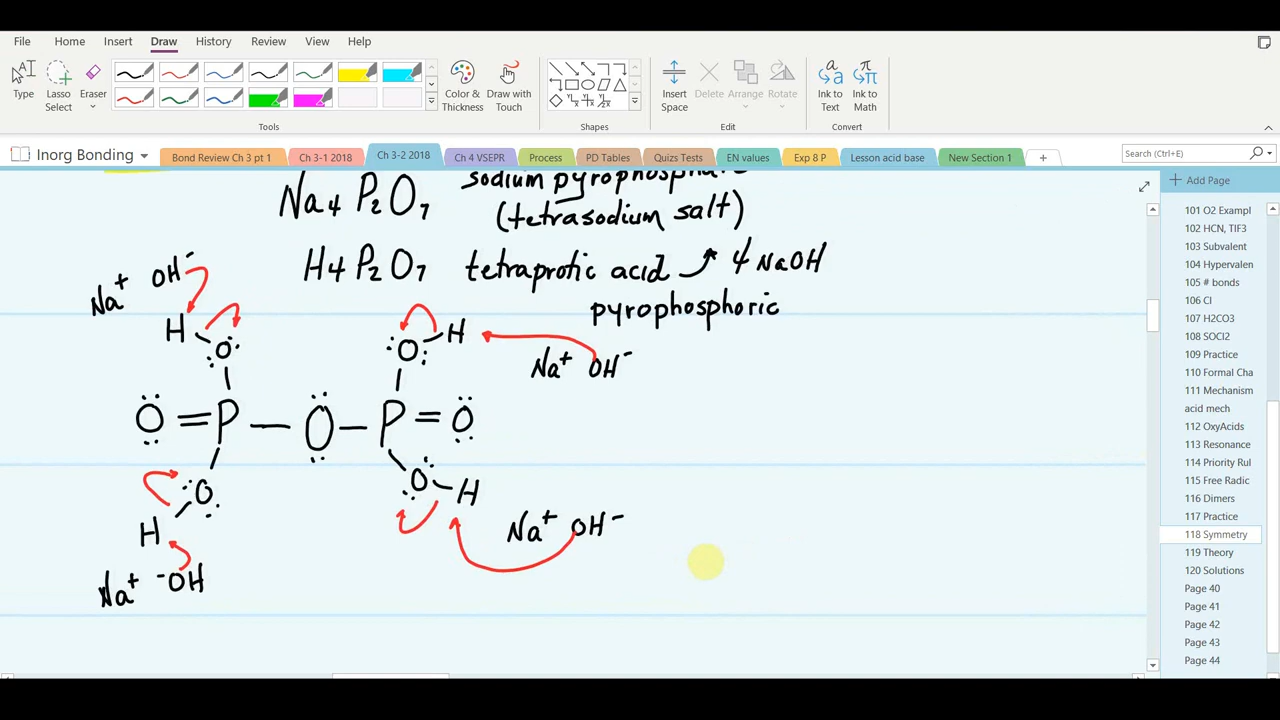 File Home Insert Draw History Review View Help
Type Lasso Select Eraser Color & Thickness Draw with Touch Insert Space Delete Arrange Rotate Ink to Text Ink to Math
Tools Shapes Edit Convert
Inorg Bonding Bond Review Ch 3 pt 1 Ch 3-1 2018 Ch 3-2 2018 Ch 4 VSEPR Process PD Tables Quizs Tests EN values Exp 8 P Lesson acid base New Section 1 + Search (Ctrl+E)
Na4 P2O7 sodium pyrophosphate
(tetrasodium salt)
H4 P2O7 tetraprotic acid 4 NaOH
pyrophosphoric
Na+ OH-
H O
O H
Na+ OH-
O = P — O — P = O
O
O H
H
Na+ OH-
Na+ -OH
Add Page
101 O2 Exampl
102 HCN, TIF3
103 Subvalent
104 Hypervalen
105 # bonds
106 Cl
107 H2CO3
108 SOCl2
109 Practice
110 Formal Cha
111 Mechanism
acid mech
112 OxyAcids
113 Resonance
114 Priority Rul
115 Free Radic
116 Dimers
117 Practice
118 Symmetry
119 Theory
120 Solutions
Page 40
Page 41
Page 42
Page 43
Page 44